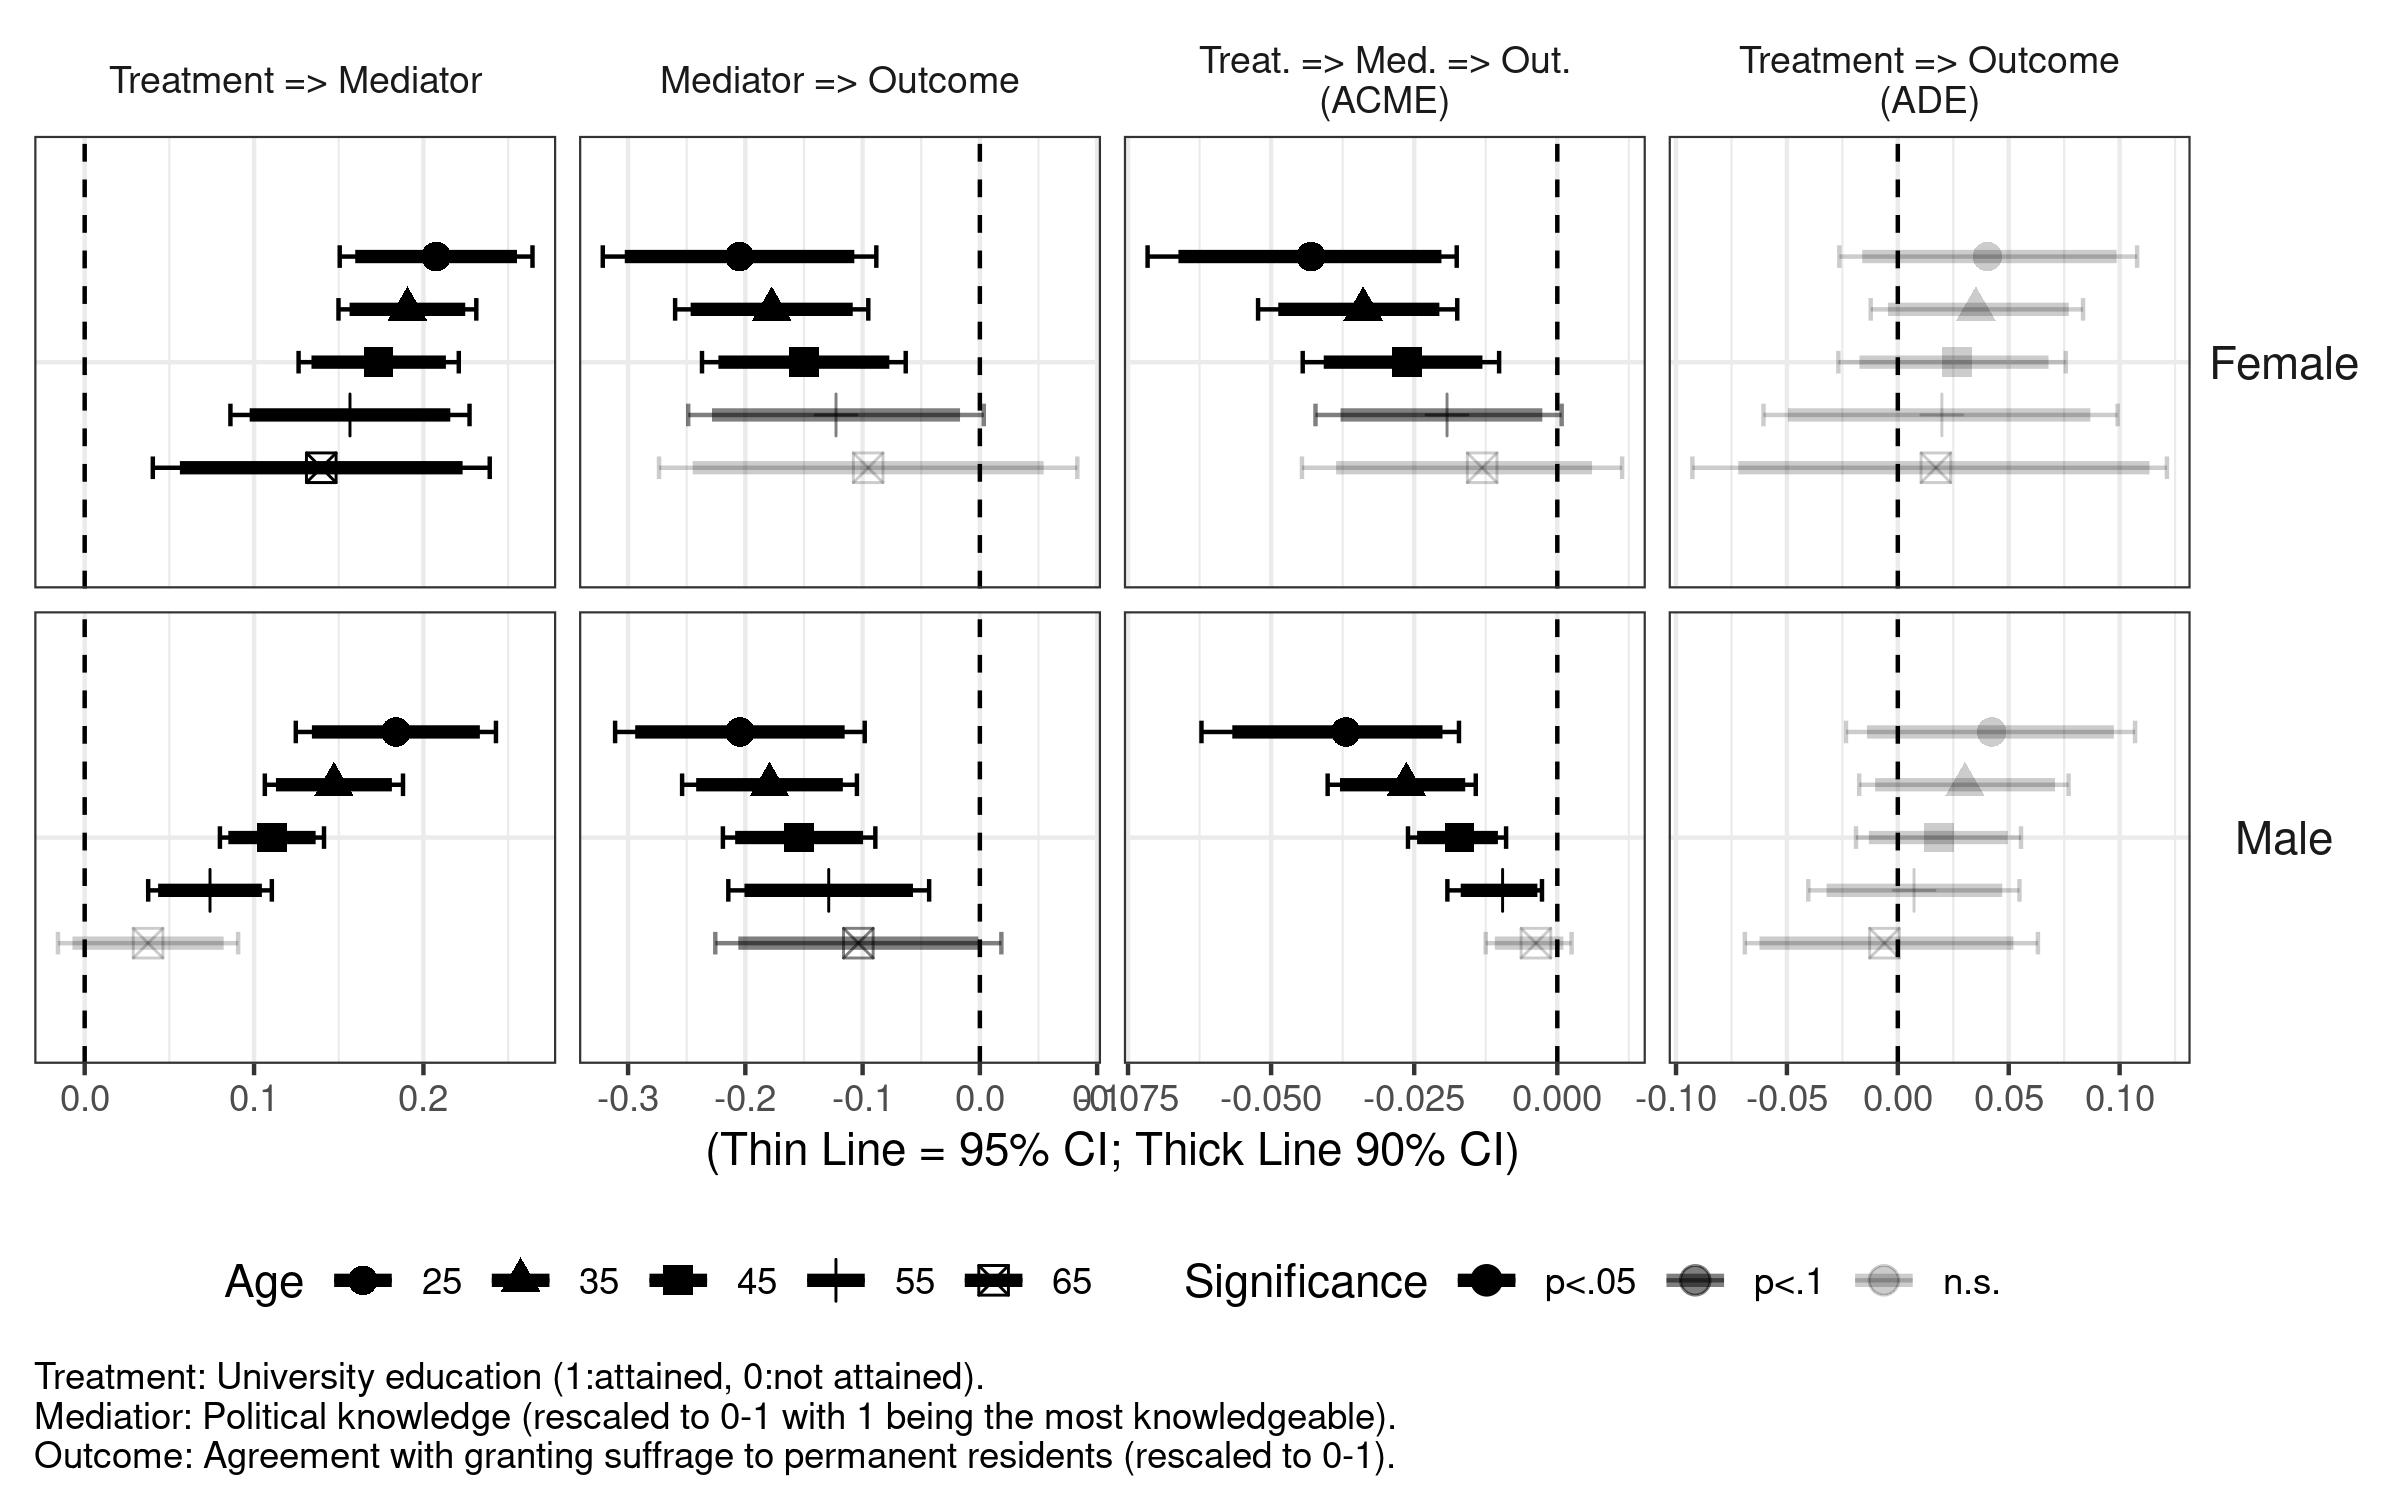 Treatment => Mediator
Mediator => Outcome
Treat. => Med. => Out.
(ACME)
Treatment => Outcome
(ADE)
Female
Male
0.0 0.1 0.2
-0.3 -0.2 -0.1 0.0 0.1
-0.075 -0.050 -0.025 0.000
-0.10 -0.05 0.00 0.05 0.10
(Thin Line = 95% CI; Thick Line 90% CI)
Age 25 35 45 55 65 Significance p<.05 p<.1 n.s.
Treatment: University education (1:attained, 0:not attained).
Mediatior: Political knowledge (rescaled to 0-1 with 1 being the most knowledgeable).
Outcome: Agreement with granting suffrage to permanent residents (rescaled to 0-1).